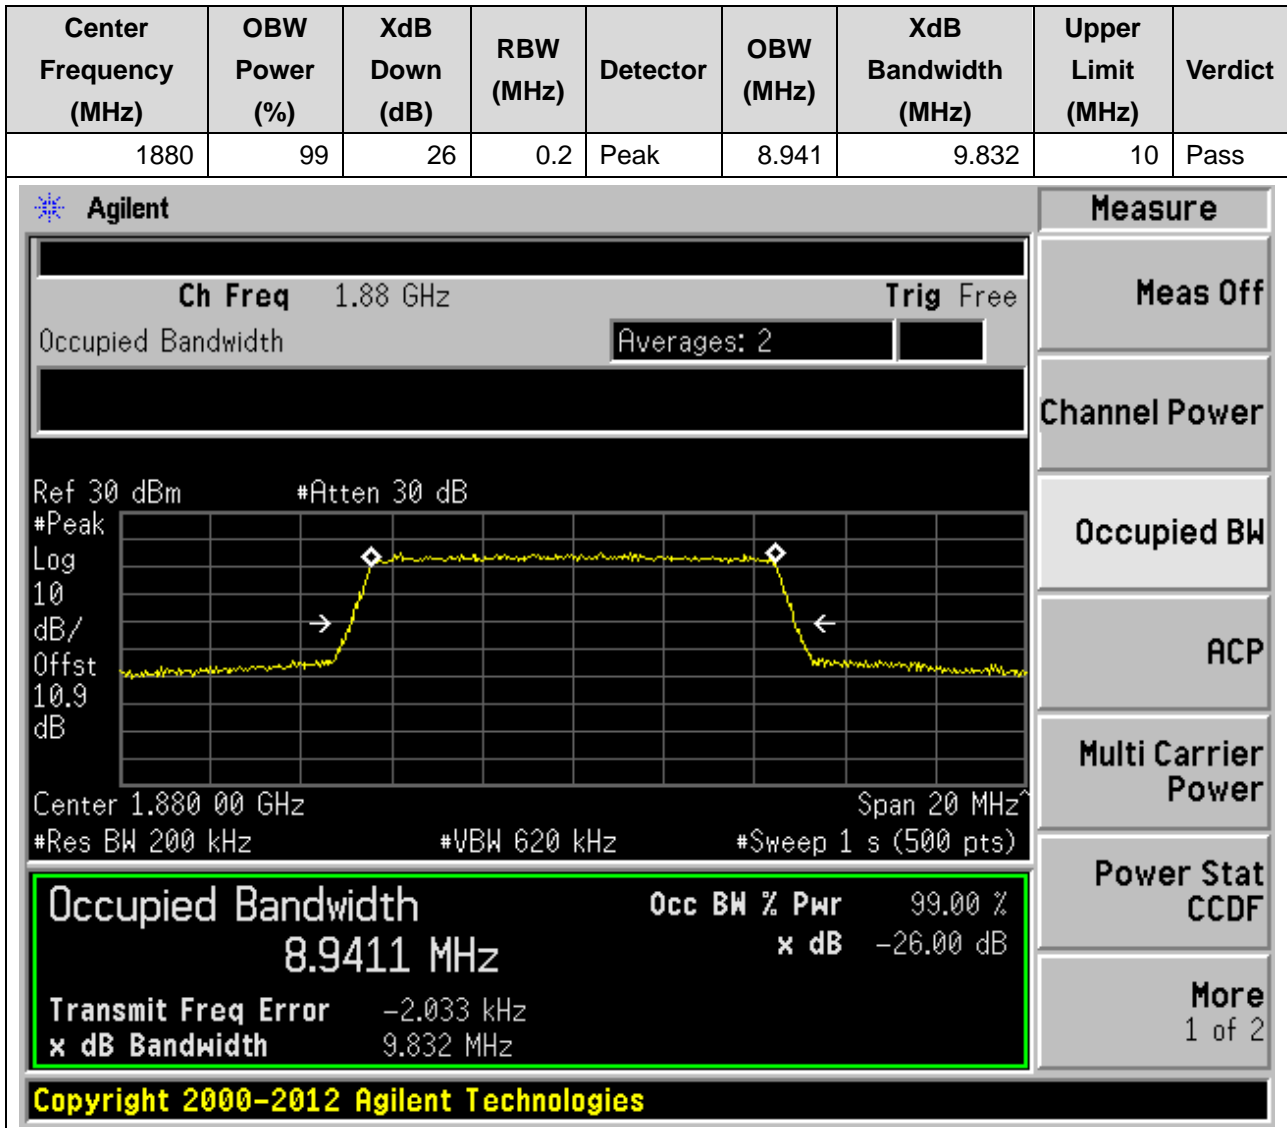 Center Frequency (MHz) OBW Power (%) XdB Down (dB) RBW (MHz) Detector OBW (MHz) XdB Bandwidth (MHz) Upper Limit (MHz) Verdict
1880 99 26 0.2 Peak 8.941 9.832 10 Pass
Agilent
Measure
Ch Freq 1.88 GHz Trig Free
Occupied Bandwidth Averages: 2
Meas Off
Channel Power
Occupied BW
ACP
Multi Carrier
Power
Power Stat
CCDF
More
1 of 2
Ref 30 dBm #Atten 30 dB
#Peak
Log
10
dB/
Offst
10.9
dB
Center 1.880 00 GHz Span 20 MHz^
#Res BW 200 kHz #VBW 620 kHz #Sweep 1 s (500 pts)
Occupied Bandwidth Occ BW % Pwr 99.00 %
8.9411 MHz x dB -26.00 dB
Transmit Freq Error -2.033 kHz
x dB Bandwidth 9.832 MHz
Copyright 2000-2012 Agilent Technologies